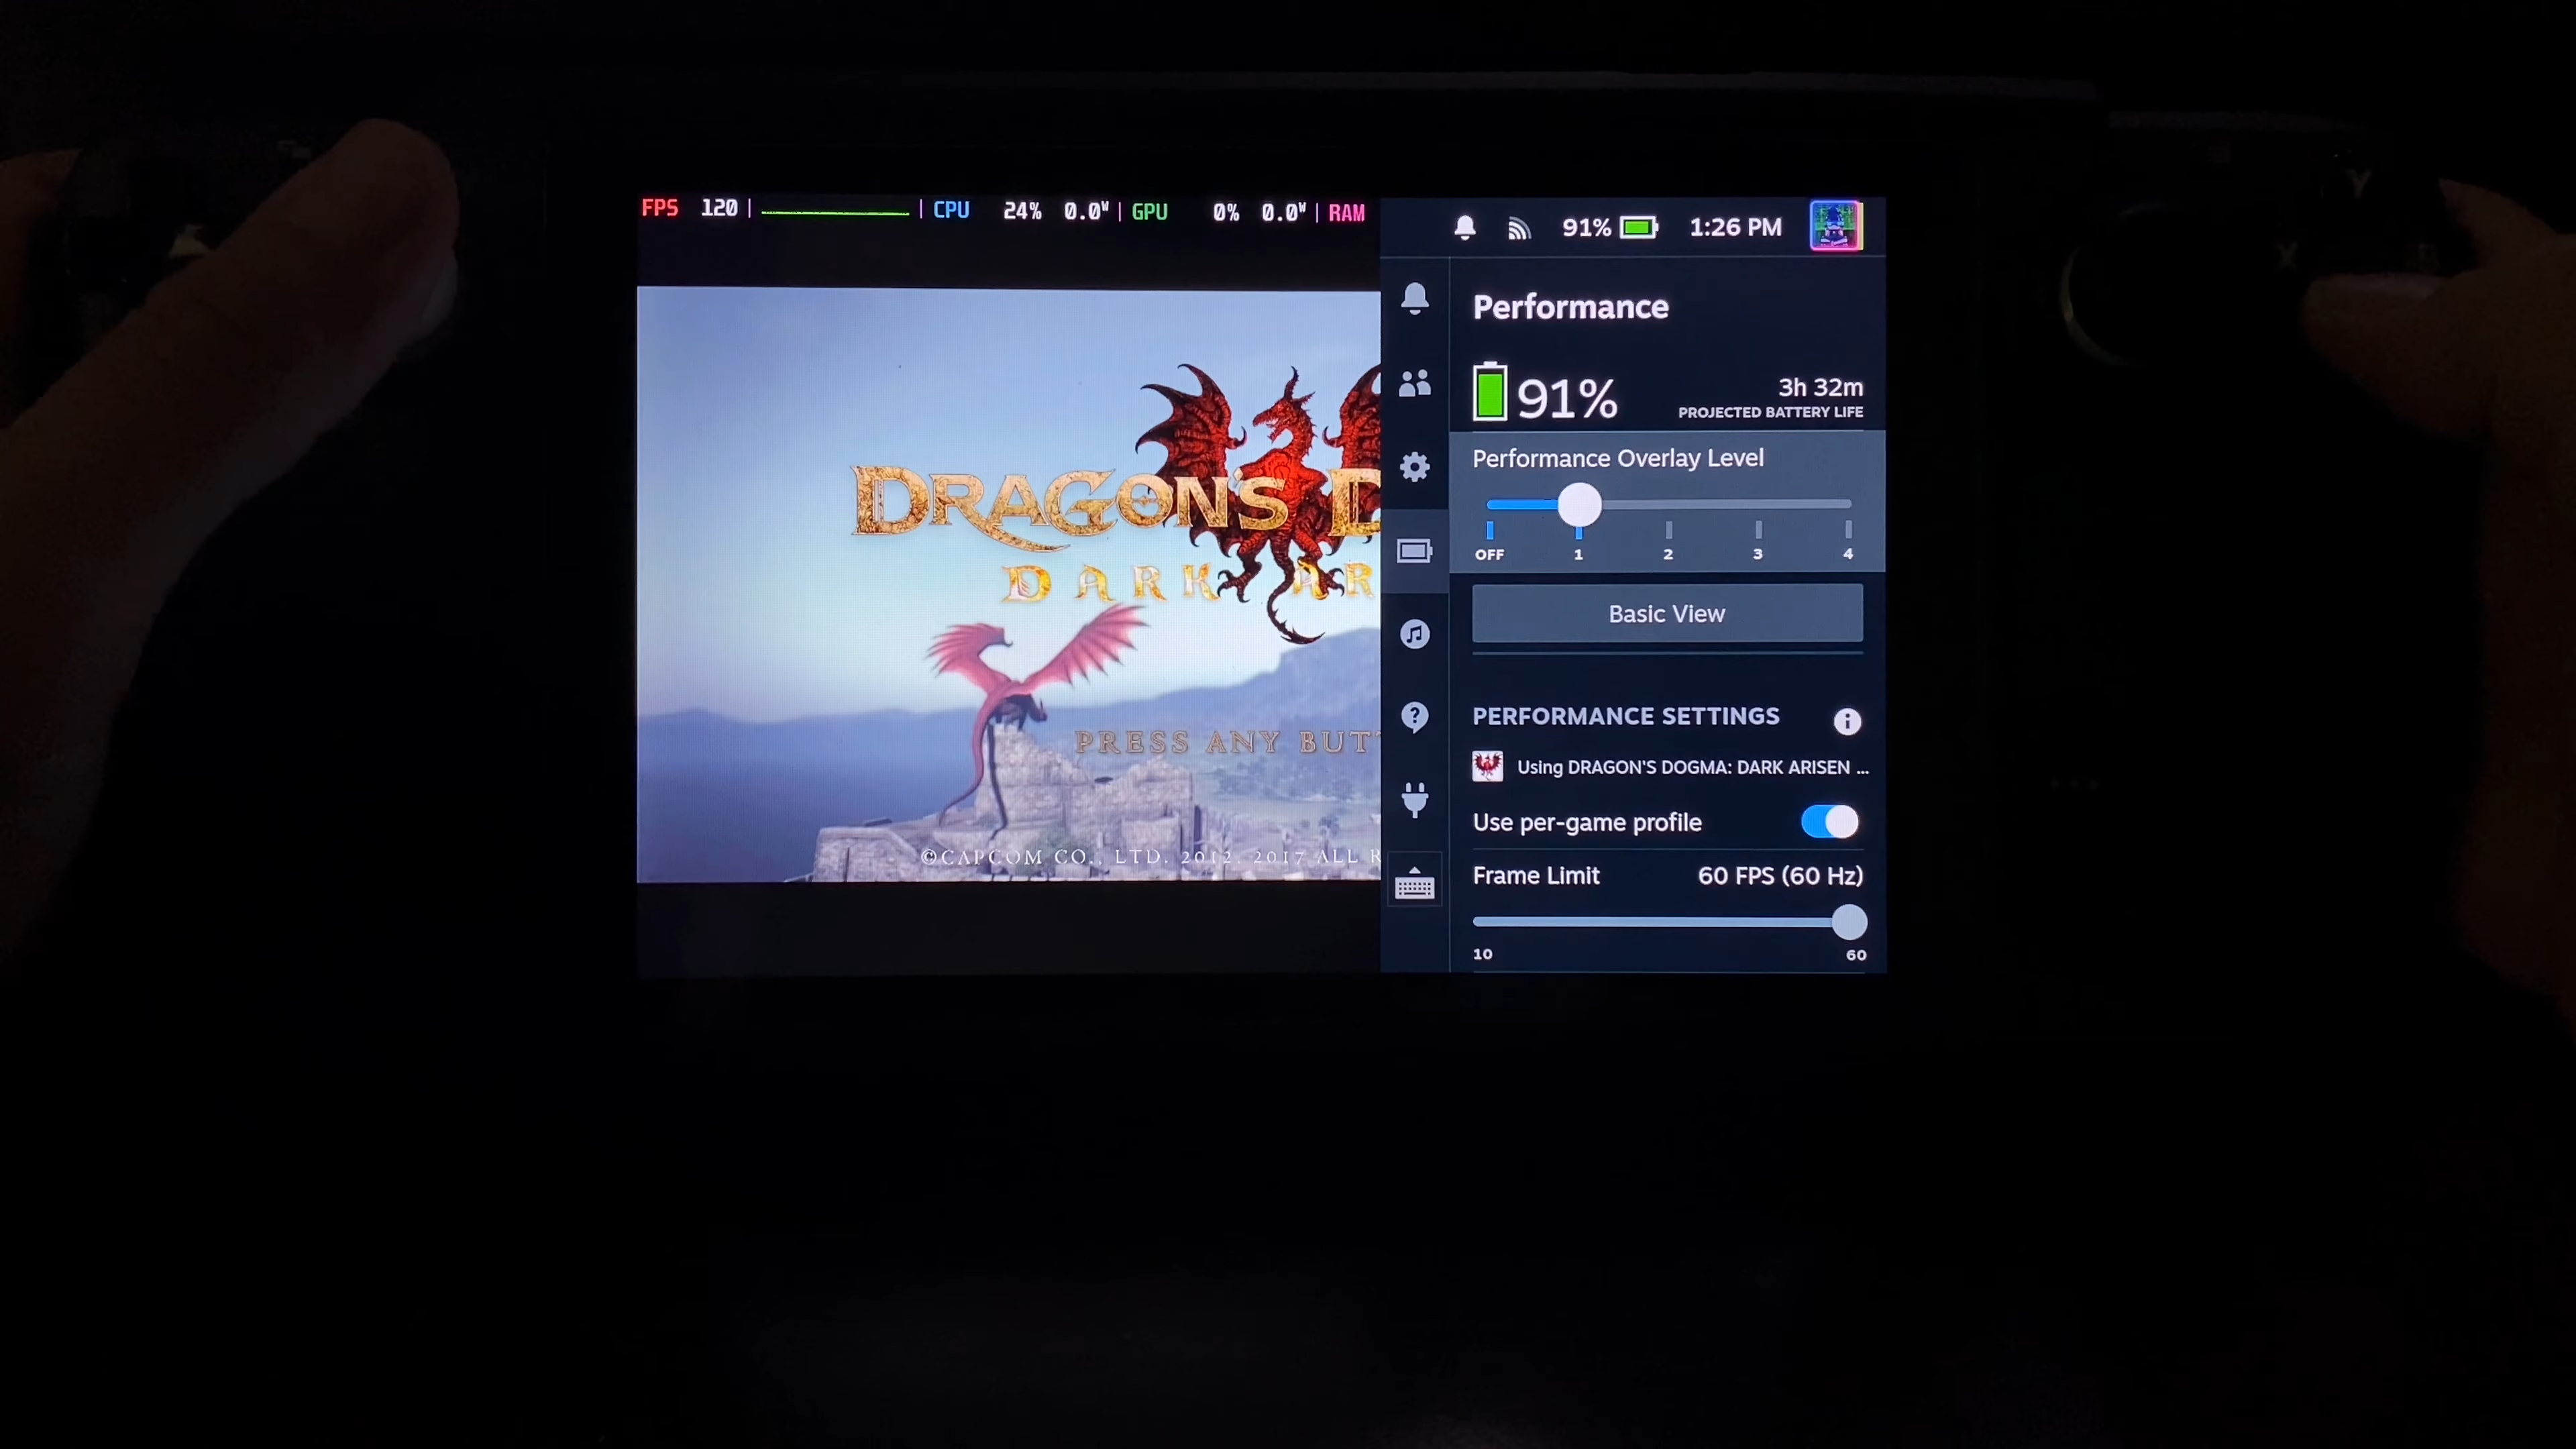 FPS 120 | | CPU 24% 0.0W | GPU 0% 0.0W | RAM
91% 1:26 PM
Performance
91%
3h 32m
PROJECTED BATTERY LIFE
Performance Overlay Level
OFF 1 2 3 4
Basic View
PERFORMANCE SETTINGS
Using DRAGON'S DOGMA: DARK ARISEN ...
Use per-game profile
Frame Limit 60 FPS (60 Hz)
10 60
DRAGON'S D
DARK AR
PRESS ANY BUT
©CAPCOM CO., LTD. 2012, 2017 ALL R
Y
X